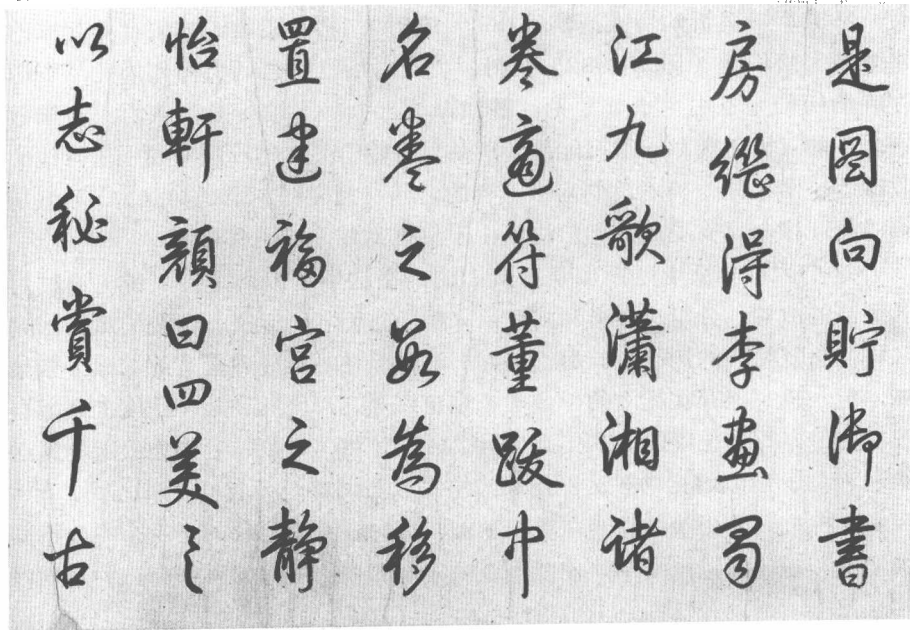 是圖向貯御書
房繼得李畫蜀
江九歌瀟湘諸
卷適符董跋中
名卷之數為移
置建福宮之静
怡軒顏曰四美之
以志秘賞千古